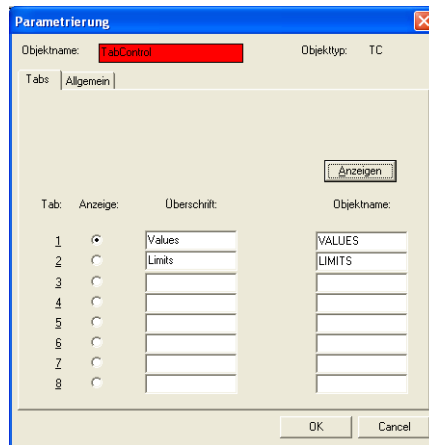 Parametrierung
Objektname: TabControl Objekttyp: TC
Tabs Allgemein
Anzeigen
Tab: Anzeige: Überschrift: Objektname:
1 Values VALUES
2 Limits LIMITS
3
4
5
6
7
8
OK Cancel